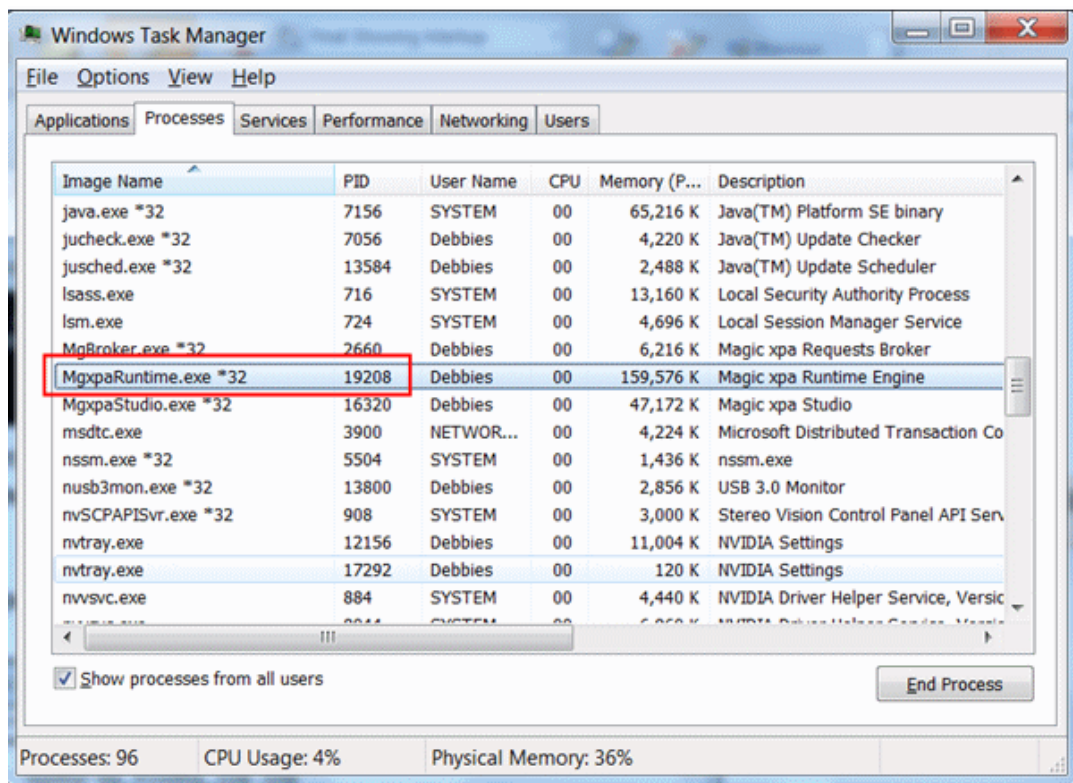 Windows Task Manager
File Options View Help
Applications Processes Services Performance Networking Users
Image Name PID User Name CPU Memory (P... Description
java.exe *32 7156 SYSTEM 00 65,216 K Java(TM) Platform SE binary
jucheck.exe *32 7056 Debbies 00 4,220 K Java(TM) Update Checker
jusched.exe *32 13584 Debbies 00 2,488 K Java(TM) Update Scheduler
lsass.exe 716 SYSTEM 00 13,160 K Local Security Authority Process
lsm.exe 724 SYSTEM 00 4,696 K Local Session Manager Service
MgBroker.exe *32 2660 Debbies 00 6,216 K Magic xpa Requests Broker
MgxpaRuntime.exe *32 19208 Debbies 00 159,576 K Magic xpa Runtime Engine
MgxpaStudio.exe *32 16320 Debbies 00 47,172 K Magic xpa Studio
msdtc.exe 3900 NETWOR... 00 4,224 K Microsoft Distributed Transaction Co
nssm.exe *32 5504 SYSTEM 00 1,436 K nssm.exe
nusb3mon.exe *32 13800 Debbies 00 2,856 K USB 3.0 Monitor
nvSCPAPISvr.exe *32 908 SYSTEM 00 3,000 K Stereo Vision Control Panel API Serv
nvtray.exe 12156 Debbies 00 11,004 K NVIDIA Settings
nvtray.exe 17292 Debbies 00 120 K NVIDIA Settings
nvvsvc.exe 884 SYSTEM 00 4,440 K NVIDIA Driver Helper Service, Versic
Show processes from all users
End Process
Processes: 96 CPU Usage: 4% Physical Memory: 36%